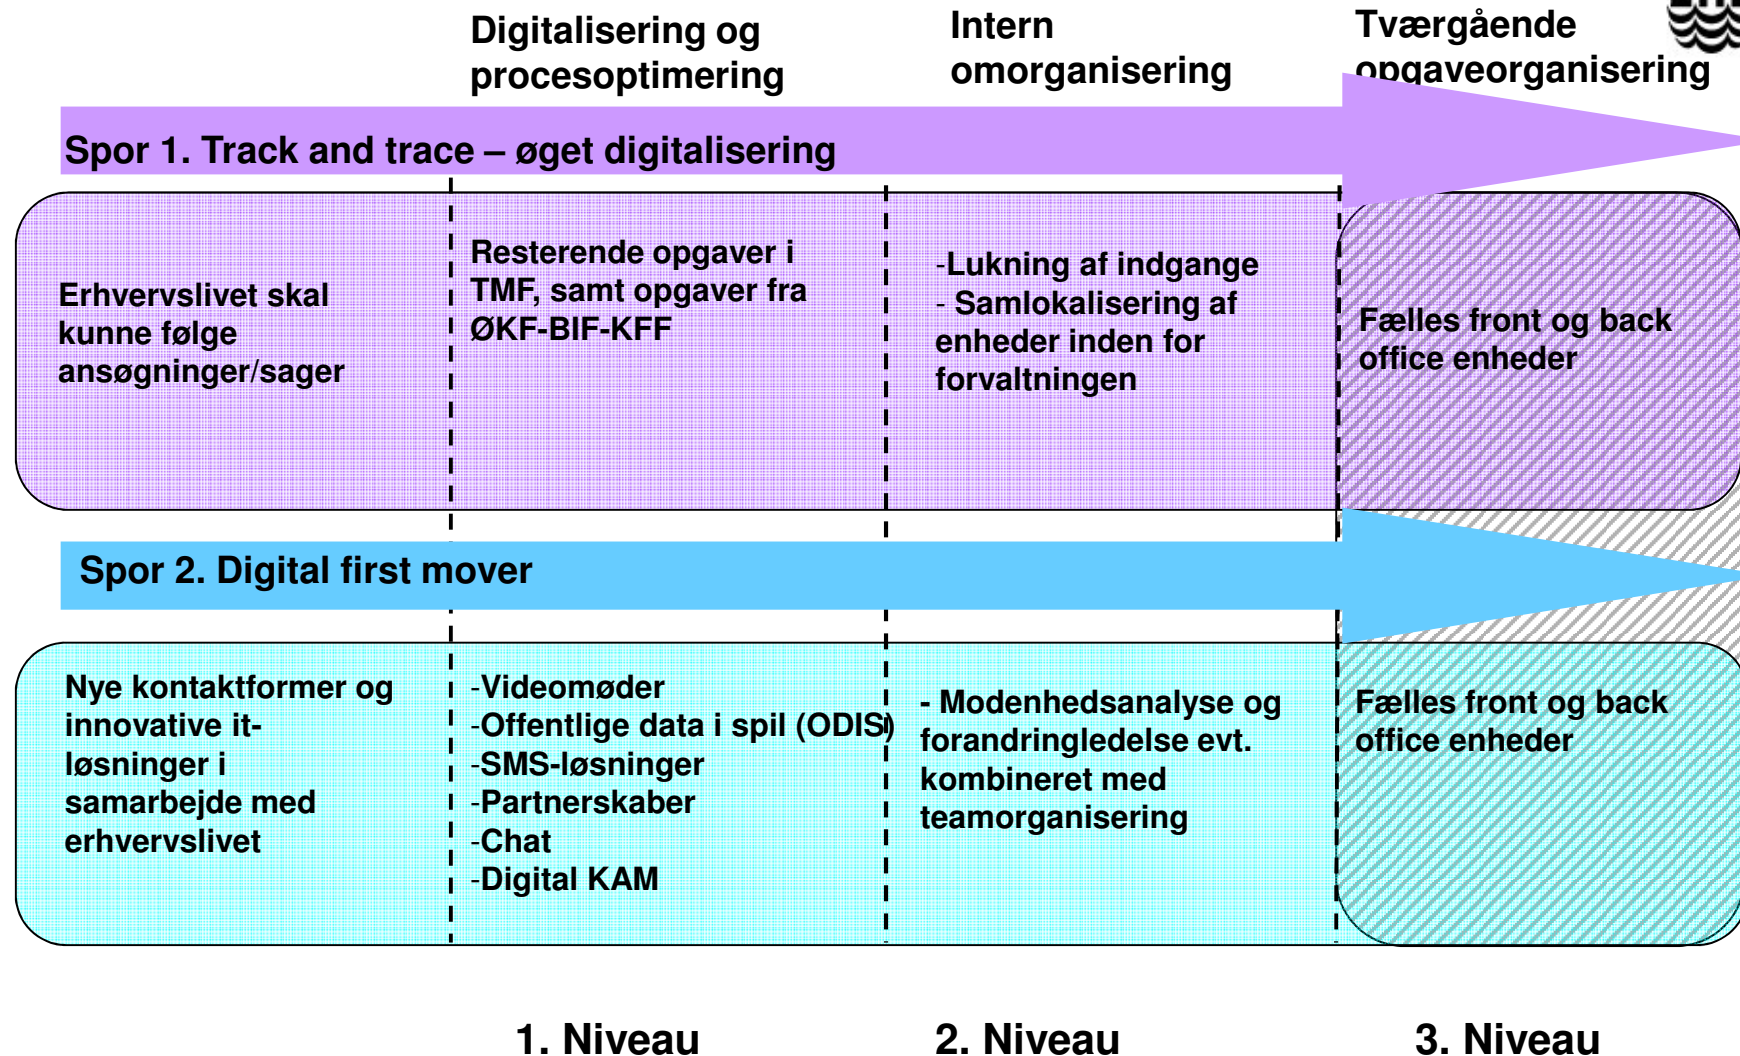 Digitalisering og
procesoptimering
Intern
omorganisering
Tværgående
opgaveorganisering
Spor 1. Track and trace – øget digitalisering
Erhvervslivet skal
kunne følge
ansøgninger/sager
Resterende opgaver i
TMF, samt opgaver fra
ØKF-BIF-KFF
-Lukning af indgange
- Samlokalisering af
enheder inden for
forvaltningen
Fælles front og back
office enheder
Spor 2. Digital first mover
Nye kontaktformer og
innovative it-
løsninger i
samarbejde med
erhvervslivet
-Videomøder
-Offentlige data i spil (ODIS)
-SMS-løsninger
-Partnerskaber
-Chat
-Digital KAM
- Modenhedsanalyse og
forandringledelse evt.
kombineret med
teamorganisering
Fælles front og back
office enheder
1. Niveau
2. Niveau
3. Niveau